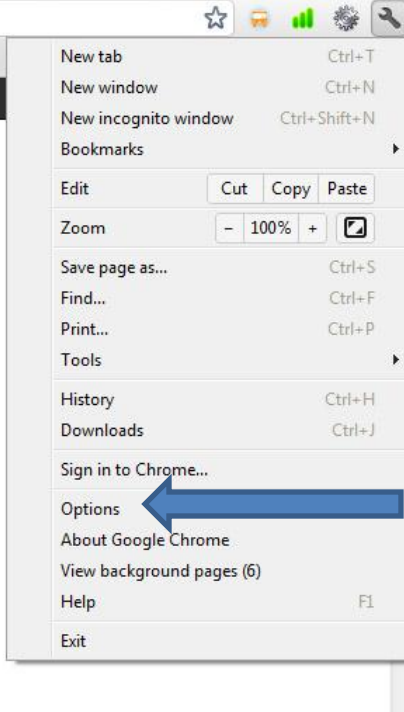 New tab Ctrl+T
New window Ctrl+N
New incognito window Ctrl+Shift+N
Bookmarks
Edit Cut Copy Paste
Zoom - 100% +
Save page as... Ctrl+S
Find... Ctrl+F
Print... Ctrl+P
Tools
History Ctrl+H
Downloads Ctrl+J
Sign in to Chrome...
Options
About Google Chrome
View background pages (6)
Help F1
Exit